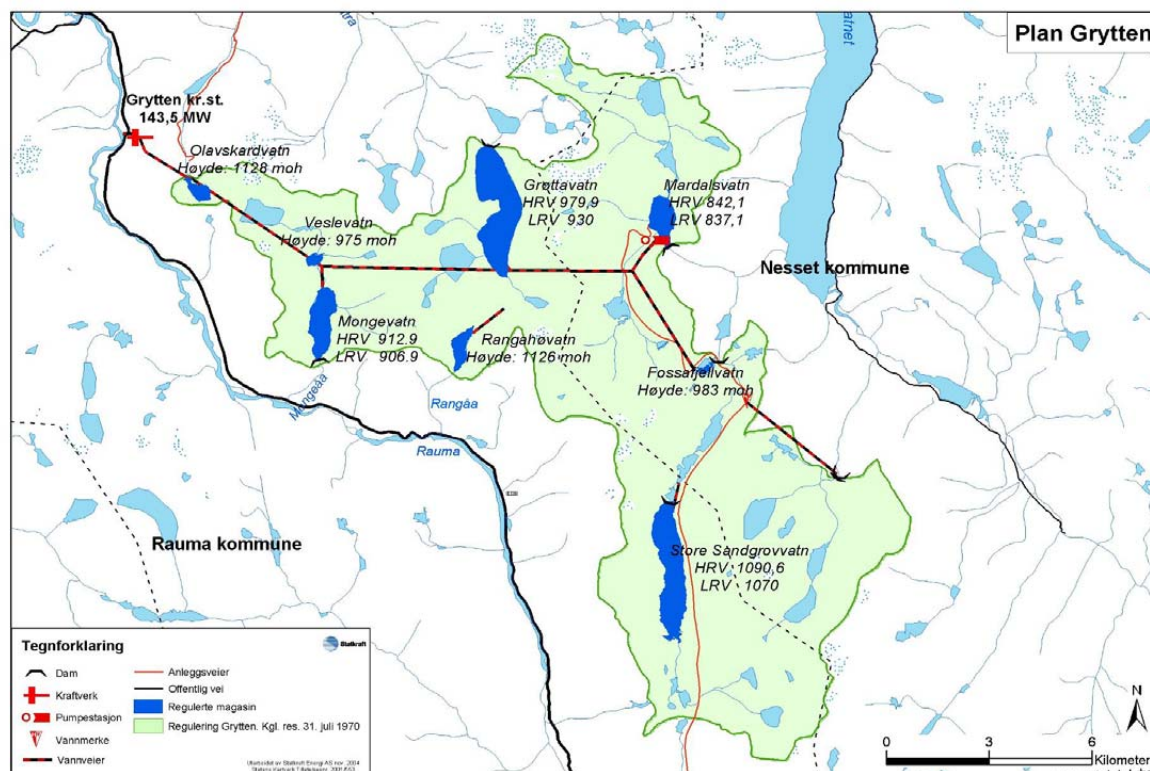 Plan Grytten
Grytten kr.st.
143,5 MW
Olavskardvatn
Høyde: 1128 moh
Grøttavatn
HRV 979,9
LRV 930
Mardalsvatn
HRV 842,1
LRV 837,1
Veslevatn
Høyde: 975 moh
Nesset kommune
Mongevatn
HRV 912.9
LRV 906.9
Rangahøvatn
Høyde: 1126 moh
Fossafjellvatn
Høyde: 983 moh
Mongeåa
Rangåa
Rauma
Rauma kommune
Store Sandgrovvatn
HRV 1090,6
LRV 1070
Tegnforklaring
Statkraft
Dam
Kraftverk
Pumpestasjon
Vannmerke
Vannveier
Anleggsveier
Offentlig vei
Regulerte magasin
Regulering Grytten. Kgl. res. 31. juli 1970
N
0 3 6
Kilometer